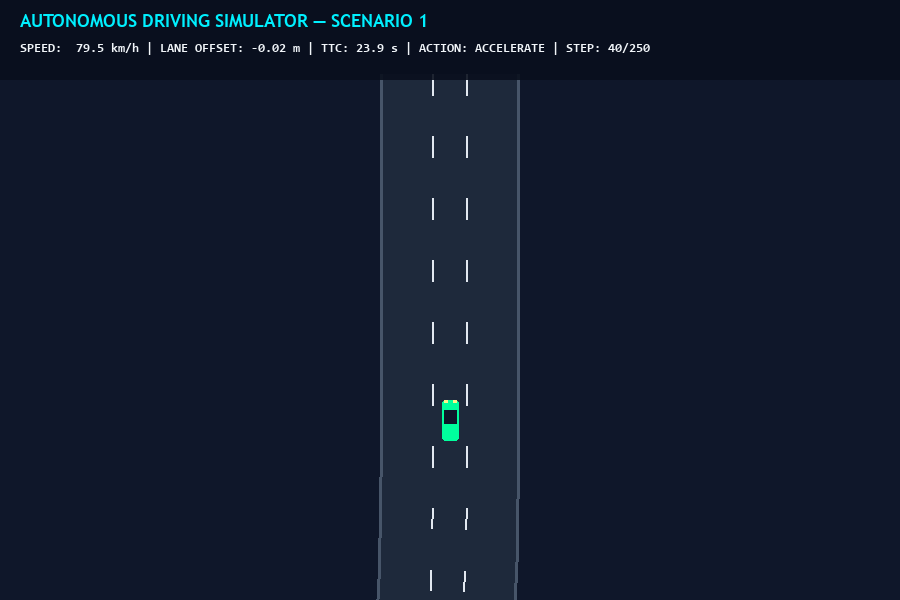 AUTONOMOUS DRIVING SIMULATOR — SCENARIO 1
SPEED:  79.5 km/h | LANE OFFSET: -0.02 m | TTC: 23.9 s | ACTION: ACCELERATE | STEP: 40/250